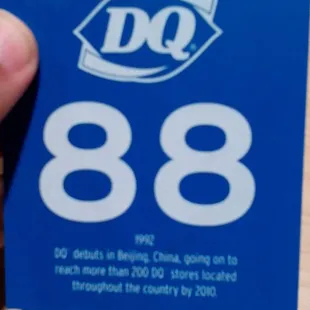 DQ®
88
1992
DQ® debuts in Beijing, China, going on to
reach more than 200 DQ® stores located
throughout the country by 2010.